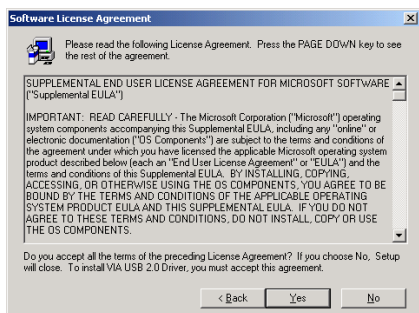 Software License Agreement
Please read the following License Agreement. Press the PAGE DOWN key to see
the rest of the agreement.
SUPPLEMENTAL END USER LICENSE AGREEMENT FOR MICROSOFT SOFTWARE
("Supplemental EULA")
IMPORTANT: READ CAREFULLY - The Microsoft Corporation ("Microsoft") operating
system components accompanying this Supplemental EULA, including any "online" or
electronic documentation ("OS Components") are subject to the terms and conditions of
the agreement under which you have licensed the applicable Microsoft operating system
product described below (each an "End User License Agreement" or "EULA") and the
terms and conditions of this Supplemental EULA. BY INSTALLING, COPYING,
ACCESSING, OR OTHERWISE USING THE OS COMPONENTS, YOU AGREE TO BE
BOUND BY THE TERMS AND CONDITIONS OF THE APPLICABLE OPERATING
SYSTEM PRODUCT EULA AND THIS SUPPLEMENTAL EULA. IF YOU DO NOT
AGREE TO THESE TERMS AND CONDITIONS, DO NOT INSTALL, COPY OR USE
THE OS COMPONENTS.
Do you accept all the terms of the preceding License Agreement? If you choose No, Setup
will close. To install VIA USB 2.0 Driver, you must accept this agreement.
< Back Yes No